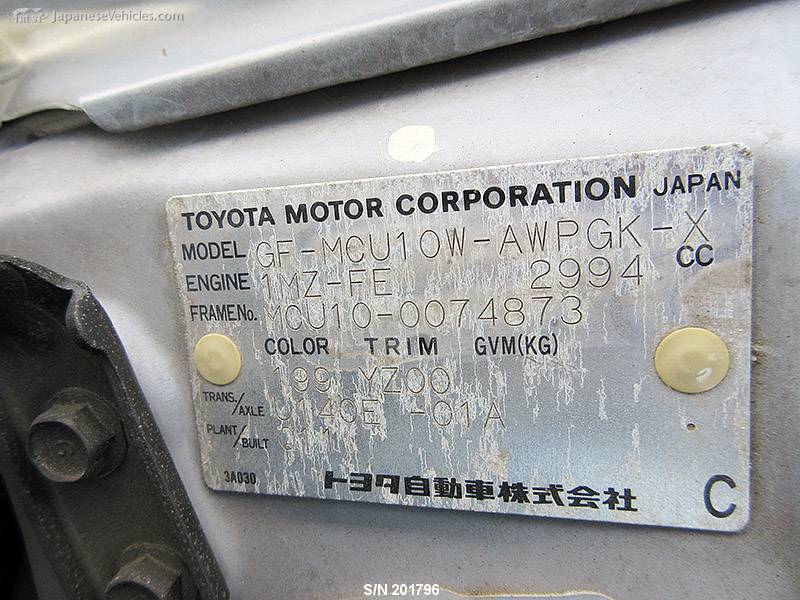 JapaneseVehicles.com
TOYOTA MOTOR CORPORATION JAPAN
MODEL GF-MCU10W-AWPGK-X
ENGINE 1MZ-FE 2994 CC
FRAME No. MCU10-0074873
COLOR TRIM GVM(KG)
199 YZ00
TRANS./AXLE U140E -01A
PLANT/BUILT
3A030 トヨタ自動車株式会社 C
S/N 201796